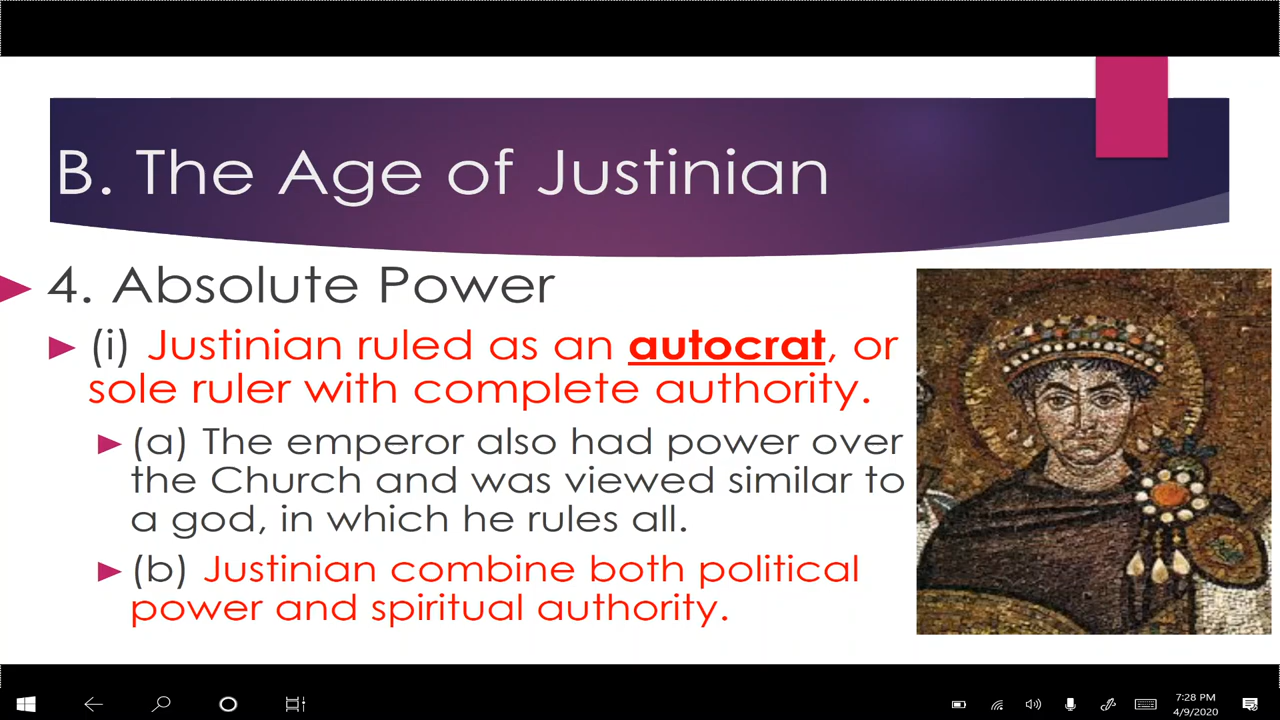 B. The Age of Justinian
4. Absolute Power
(i) Justinian ruled as an autocrat, or
sole ruler with complete authority.
(a) The emperor also had power over
the Church and was viewed similar to
a god, in which he rules all.
(b) Justinian combine both political
power and spiritual authority.
7:28 PM
4/9/2020